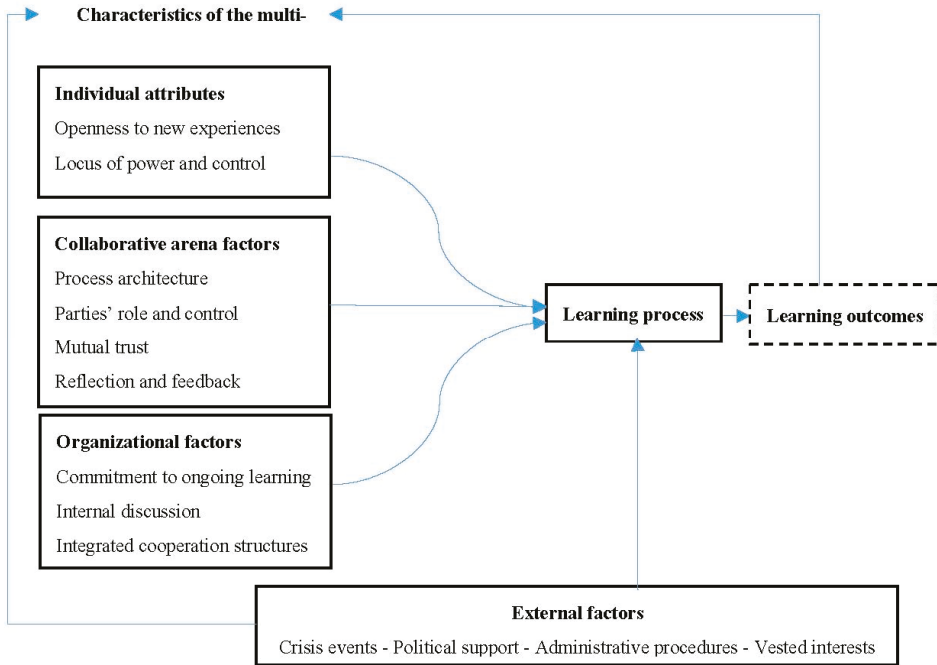 Characteristics of the multi-
Individual attributes
Openness to new experiences
Locus of power and control
Collaborative arena factors
Process architecture
Parties’ role and control
Mutual trust
Reflection and feedback
Organizational factors
Commitment to ongoing learning
Internal discussion
Integrated cooperation structures
Learning process
Learning outcomes
External factors
Crisis events - Political support - Administrative procedures - Vested interests